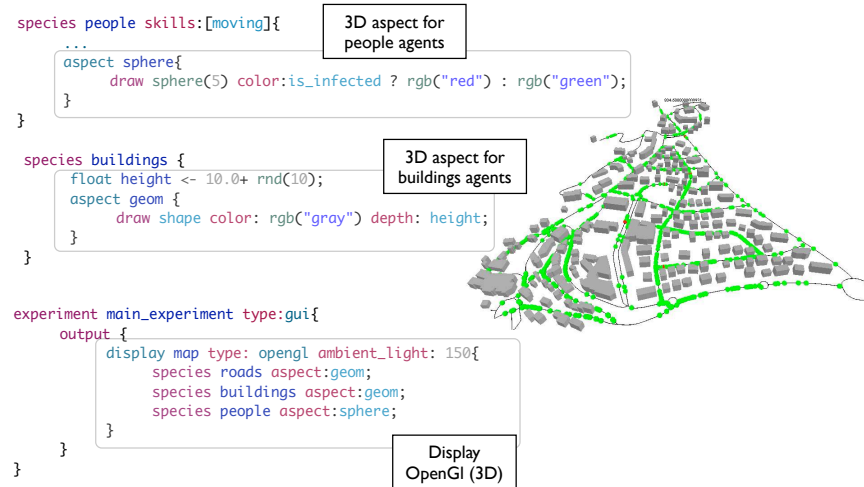 species people skills:[moving]{
...
aspect sphere{
draw sphere(5) color:is_infected ? rgb("red") : rgb("green");
}
}
3D aspect for
people agents
species buildings {
float height <- 10.0+ rnd(10);
aspect geom {
draw shape color: rgb("gray") depth: height;
}
}
3D aspect for
buildings agents
experiment main_experiment type:gui{
output {
display map type: opengl ambient_light: 150{
species roads aspect:geom;
species buildings aspect:geom;
species people aspect:sphere;
}
}
}
Display
OpenGl (3D)